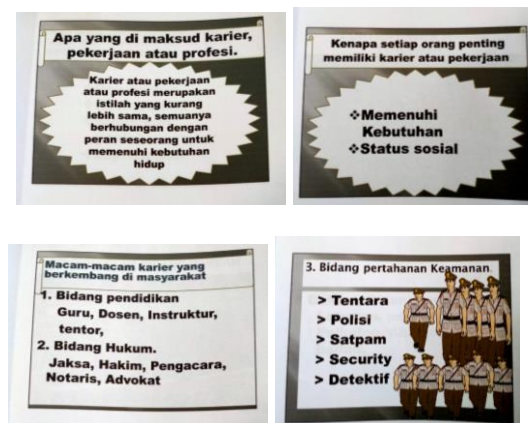 Apa yang di maksud karier,
pekerjaan atau profesi.
Karier atau pekerjaan
atau profesi merupakan
istilah yang kurang
lebih sama, semuanya
berhubungan dengan
peran seseorang untuk
memenuhi kebutuhan
hidup
Kenapa setiap orang penting
memiliki karier atau pekerjaan
❖Memenuhi
Kebutuhan
❖Status sosial
Macam-macam karier yang
berkembang di masyarakat
1. Bidang pendidikan
Guru, Dosen, Instruktur,
tentor,
2. Bidang Hukum.
Jaksa, Hakim, Pengacara,
Notaris, Advokat
3. Bidang pertahanan Keamanan.
> Tentara
> Polisi
> Satpam
> Security
> Detektif